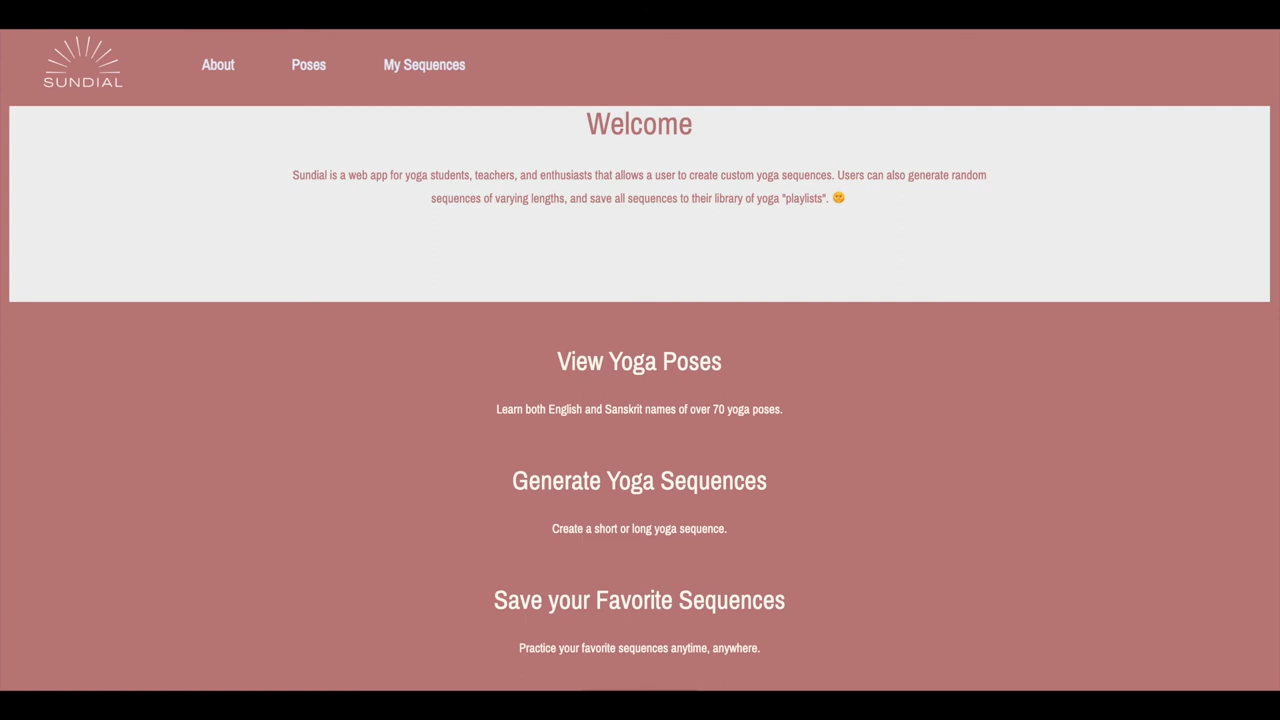 SUNDIAL
About
Poses
My Sequences
Welcome
Sundial is a web app for yoga students, teachers, and enthusiasts that allows a user to create custom yoga sequences. Users can also generate random
sequences of varying lengths, and save all sequences to their library of yoga "playlists". 😊
View Yoga Poses
Learn both English and Sanskrit names of over 70 yoga poses.
Generate Yoga Sequences
Create a short or long yoga sequence.
Save your Favorite Sequences
Practice your favorite sequences anytime, anywhere.